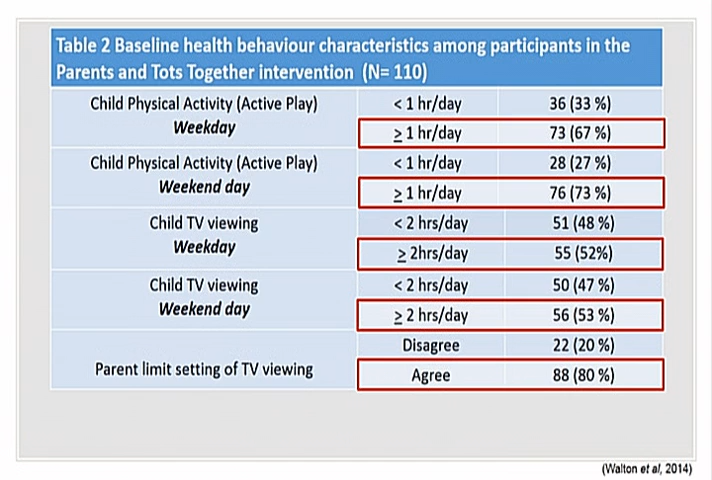 Table 2 Baseline health behaviour characteristics among participants in the
Parents and Tots Together intervention (N= 110)
Child Physical Activity (Active Play) < 1 hr/day 36 (33 %)
Weekday ≥ 1 hr/day 73 (67 %)
Child Physical Activity (Active Play) < 1 hr/day 28 (27 %)
Weekend day ≥ 1 hr/day 76 (73 %)
Child TV viewing < 2 hrs/day 51 (48 %)
Weekday ≥ 2hrs/day 55 (52%)
Child TV viewing < 2 hrs/day 50 (47 %)
Weekend day ≥ 2 hrs/day 56 (53 %)
Disagree 22 (20 %)
Parent limit setting of TV viewing Agree 88 (80 %)
(Walton et al, 2014)